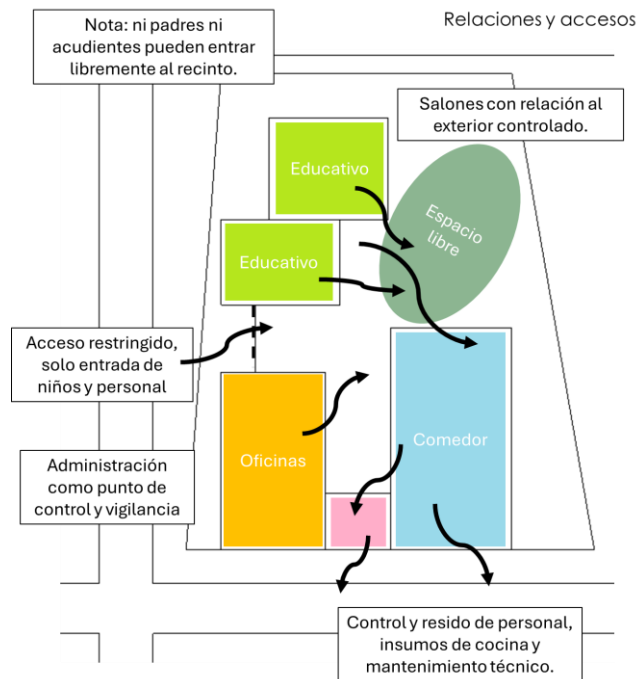 Relaciones y accesos
Nota: ni padres ni
acudientes pueden entrar
libremente al recinto.
Salones con relación al
exterior controlado.
Educativo
Espacio
libre
Educativo
Acceso restringido,
solo entrada de
niños y personal
Administración
como punto de
control y vigilancia
Oficinas
Comedor
Control y resido de personal,
insumos de cocina y
mantenimiento técnico.